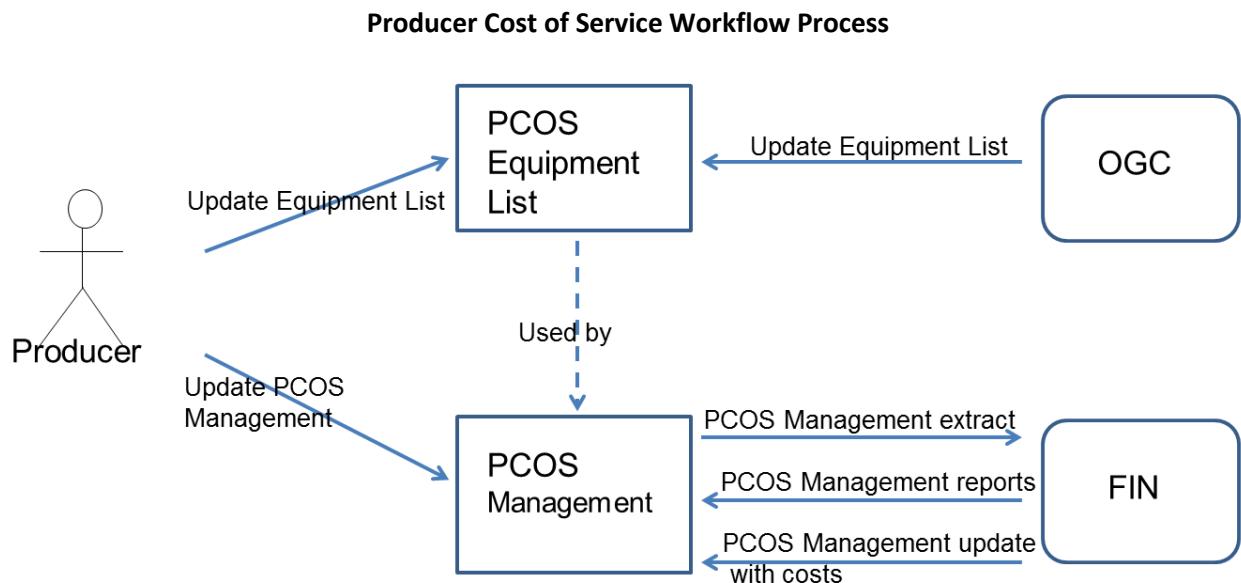 Producer Cost of Service Workflow Process
PCOS
Equipment
List
Update Equipment List
OGC
Update Equipment List
Producer
Used by
Update PCOS
Management
PCOS
Management
PCOS Management extract
PCOS Management reports
PCOS Management update
with costs
FIN